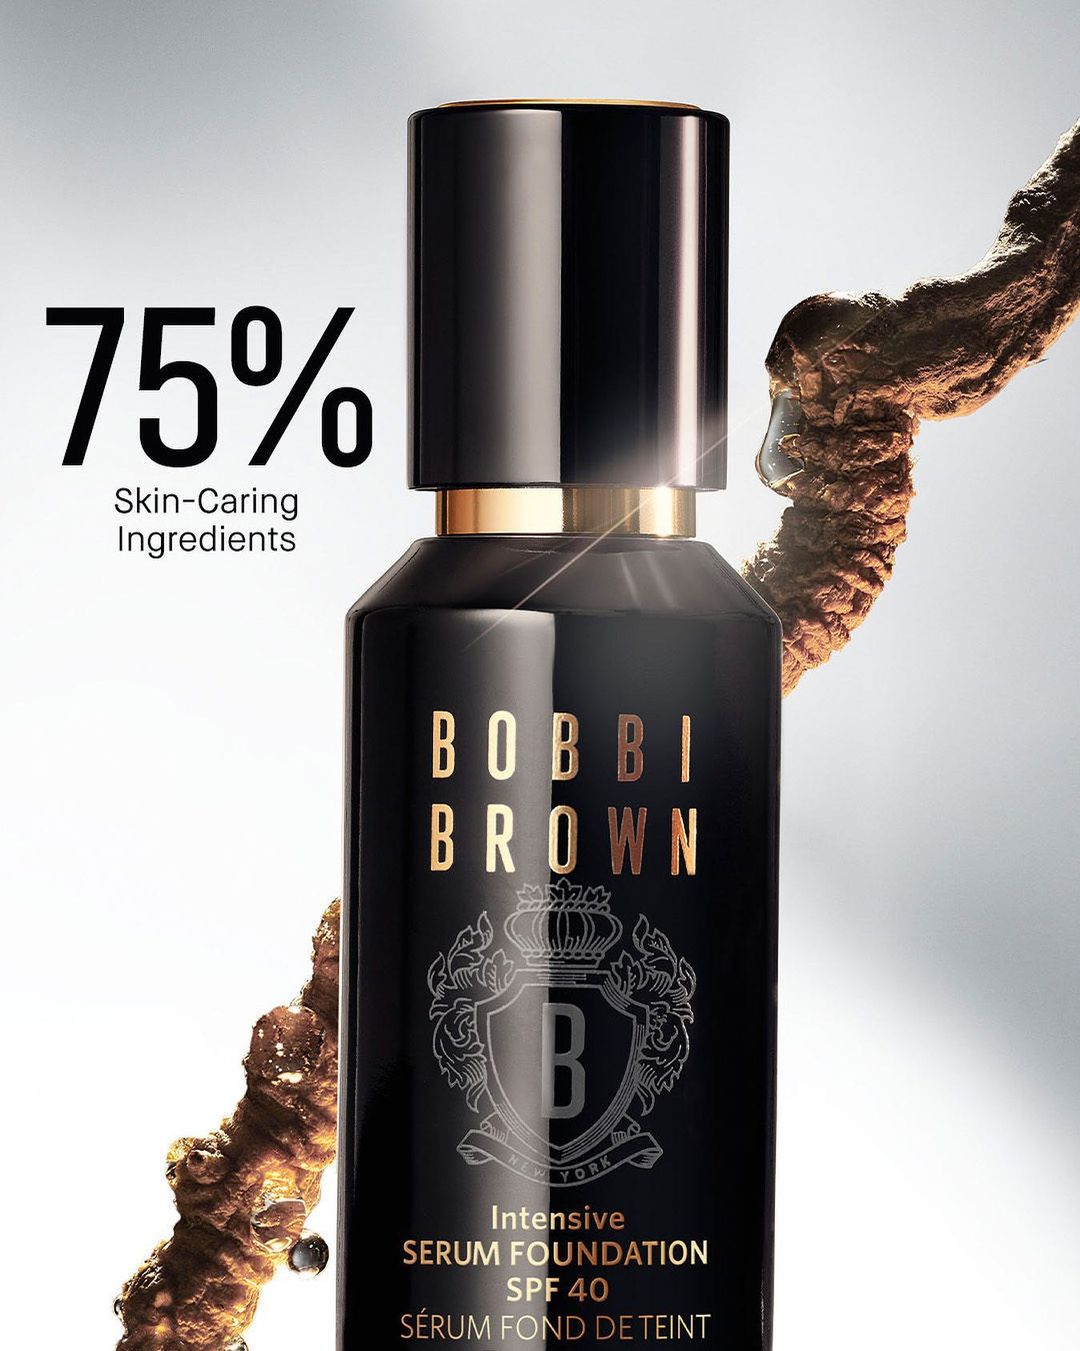 75%
Skin-Caring
Ingredients
BOBBI
BROWN
B
NEW YORK
Intensive
SERUM FOUNDATION
SPF 40
SÉRUM FOND DE TEINT